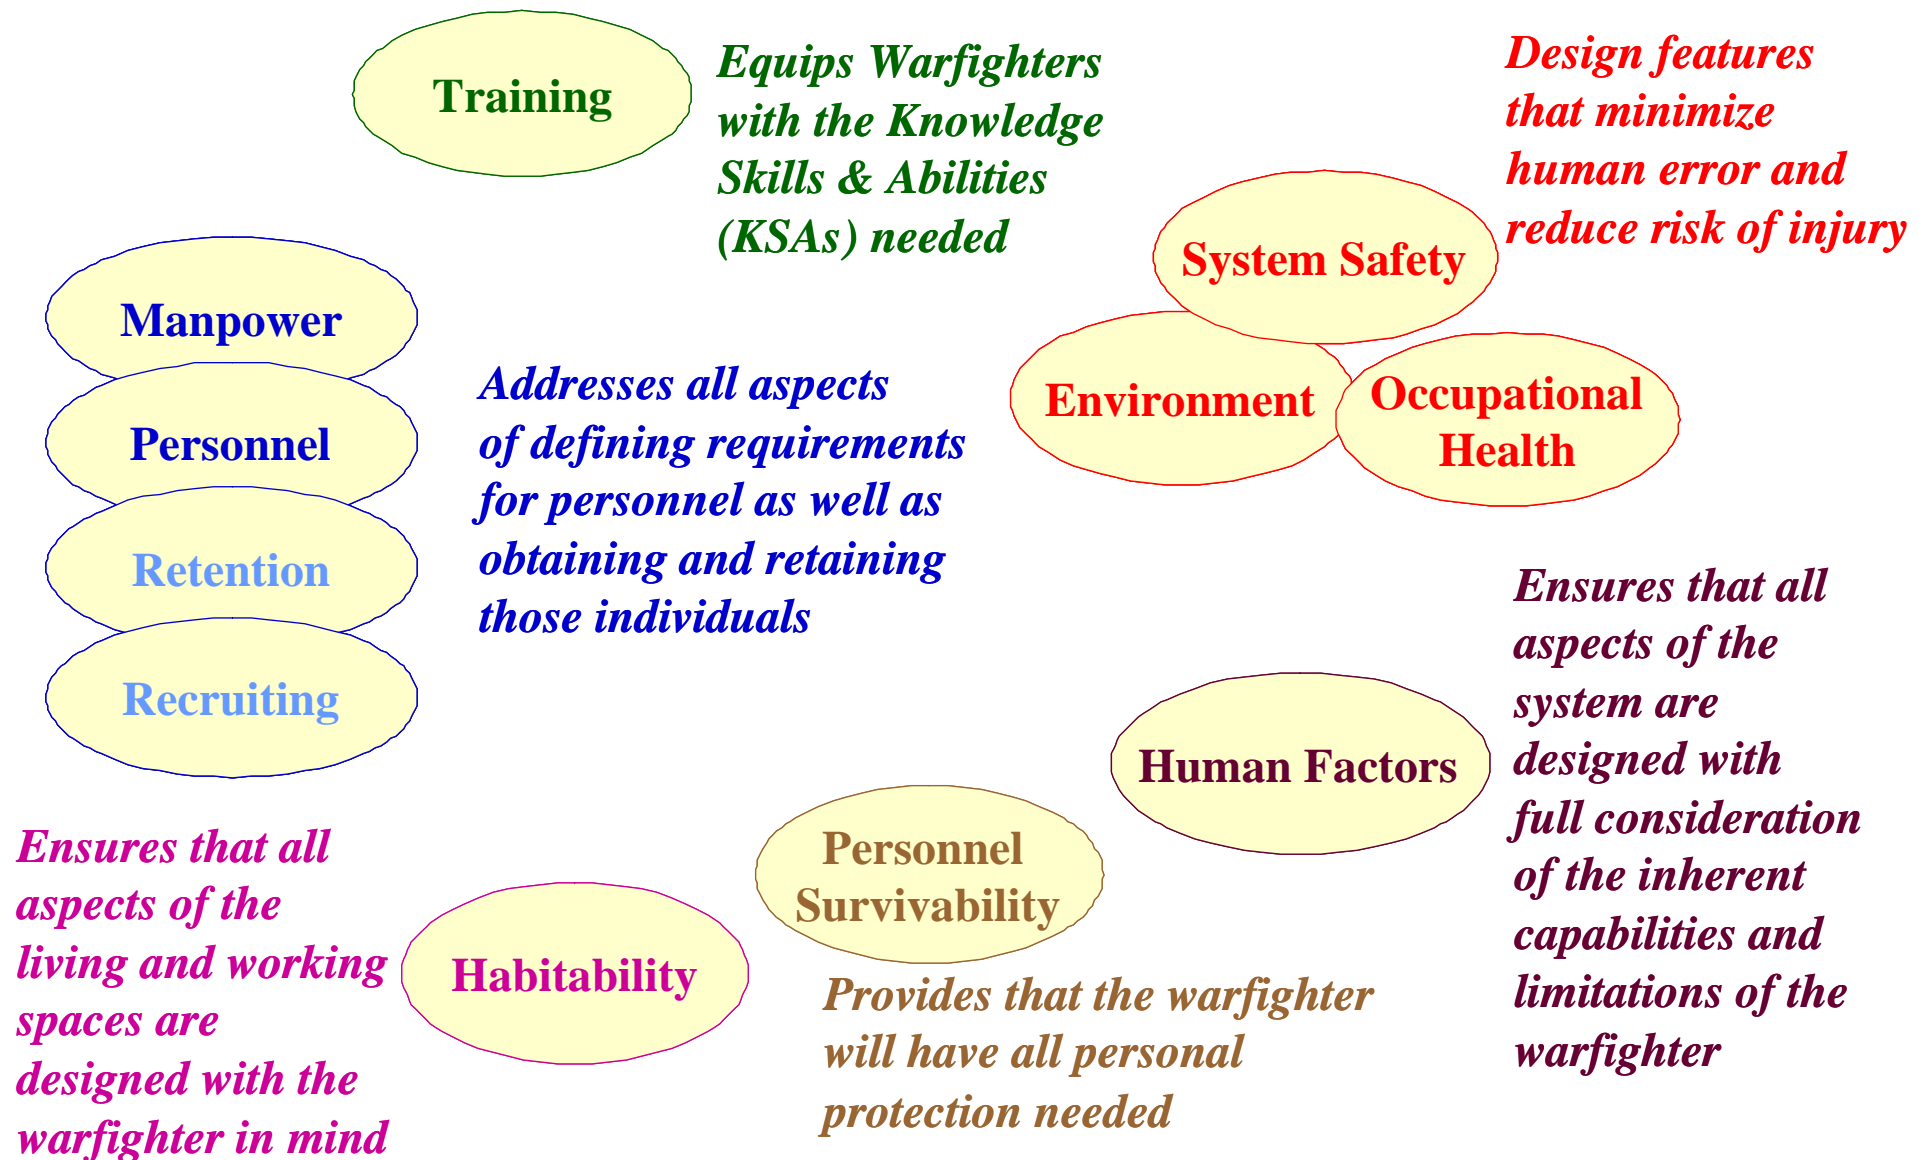 Training
Equips Warfighters
with the Knowledge
Skills & Abilities
(KSAs) needed
Design features
that minimize
human error and
reduce risk of injury
System Safety
Environment
Occupational
Health
Manpower
Personnel
Retention
Recruiting
Addresses all aspects
of defining requirements
for personnel as well as
obtaining and retaining
those individuals
Human Factors
Ensures that all
aspects of the
system are
designed with
full consideration
of the inherent
capabilities and
limitations of the
warfighter
Personnel
Survivability
Provides that the warfighter
will have all personal
protection needed
Habitability
Ensures that all
aspects of the
living and working
spaces are
designed with the
warfighter in mind